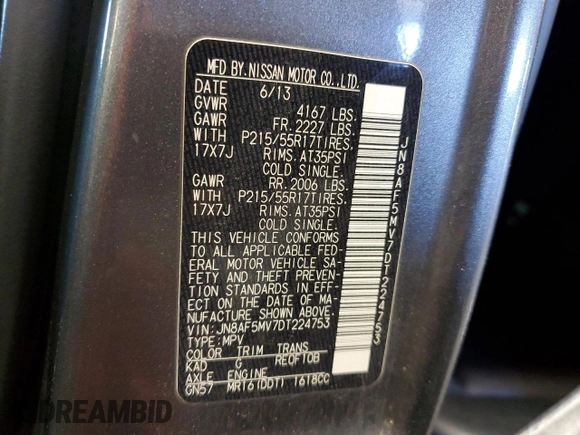 MFD BY.NISSAN MOTOR CO.,LTD.
DATE 6/13
GVWR 4167 LBS.
GAWR FR. 2227 LBS.
WITH P215/55R17TIRES.
17X7J RIMS. AT35PSI
COLD SINGLE.
GAWR RR. 2006 LBS.
WITH P215/55R17TIRES.
17X7J RIMS. AT35PSI
COLD SINGLE.
THIS VEHICLE CONFORMS
TO ALL APPLICABLE FED-
ERAL MOTOR VEHICLE SA-
FETY AND THEFT PREVEN-
TION STANDARDS IN EFF-
ECT ON THE DATE OF MA-
NUFACTURE SHOWN ABOVE.
VIN: JN8AF5MV7DT224753
TYPE: MPV
COLOR TRIM TRANS
KAD G RE0F10B
AXLE ENGINE
GN57 MR16(DDT) 1618CC
JN8AF5MV7DT224753
DREAMBID